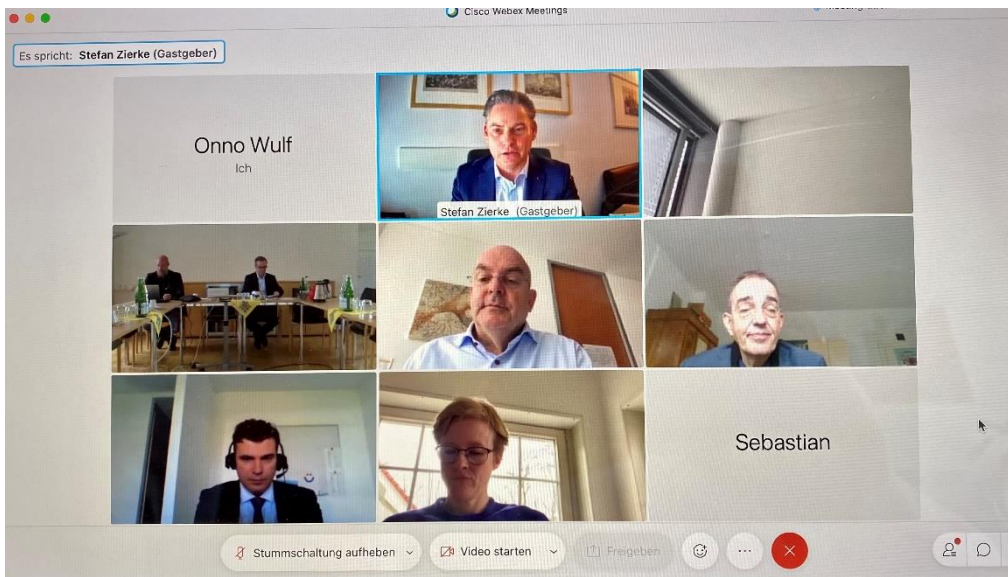 Cisco Webex Meetings
Es spricht: Stefan Zierke (Gastgeber)
Onno Wulf
Ich
Stefan Zierke (Gastgeber)
Sebastian
Stummschaltung aufheben
Video starten
Freigeben